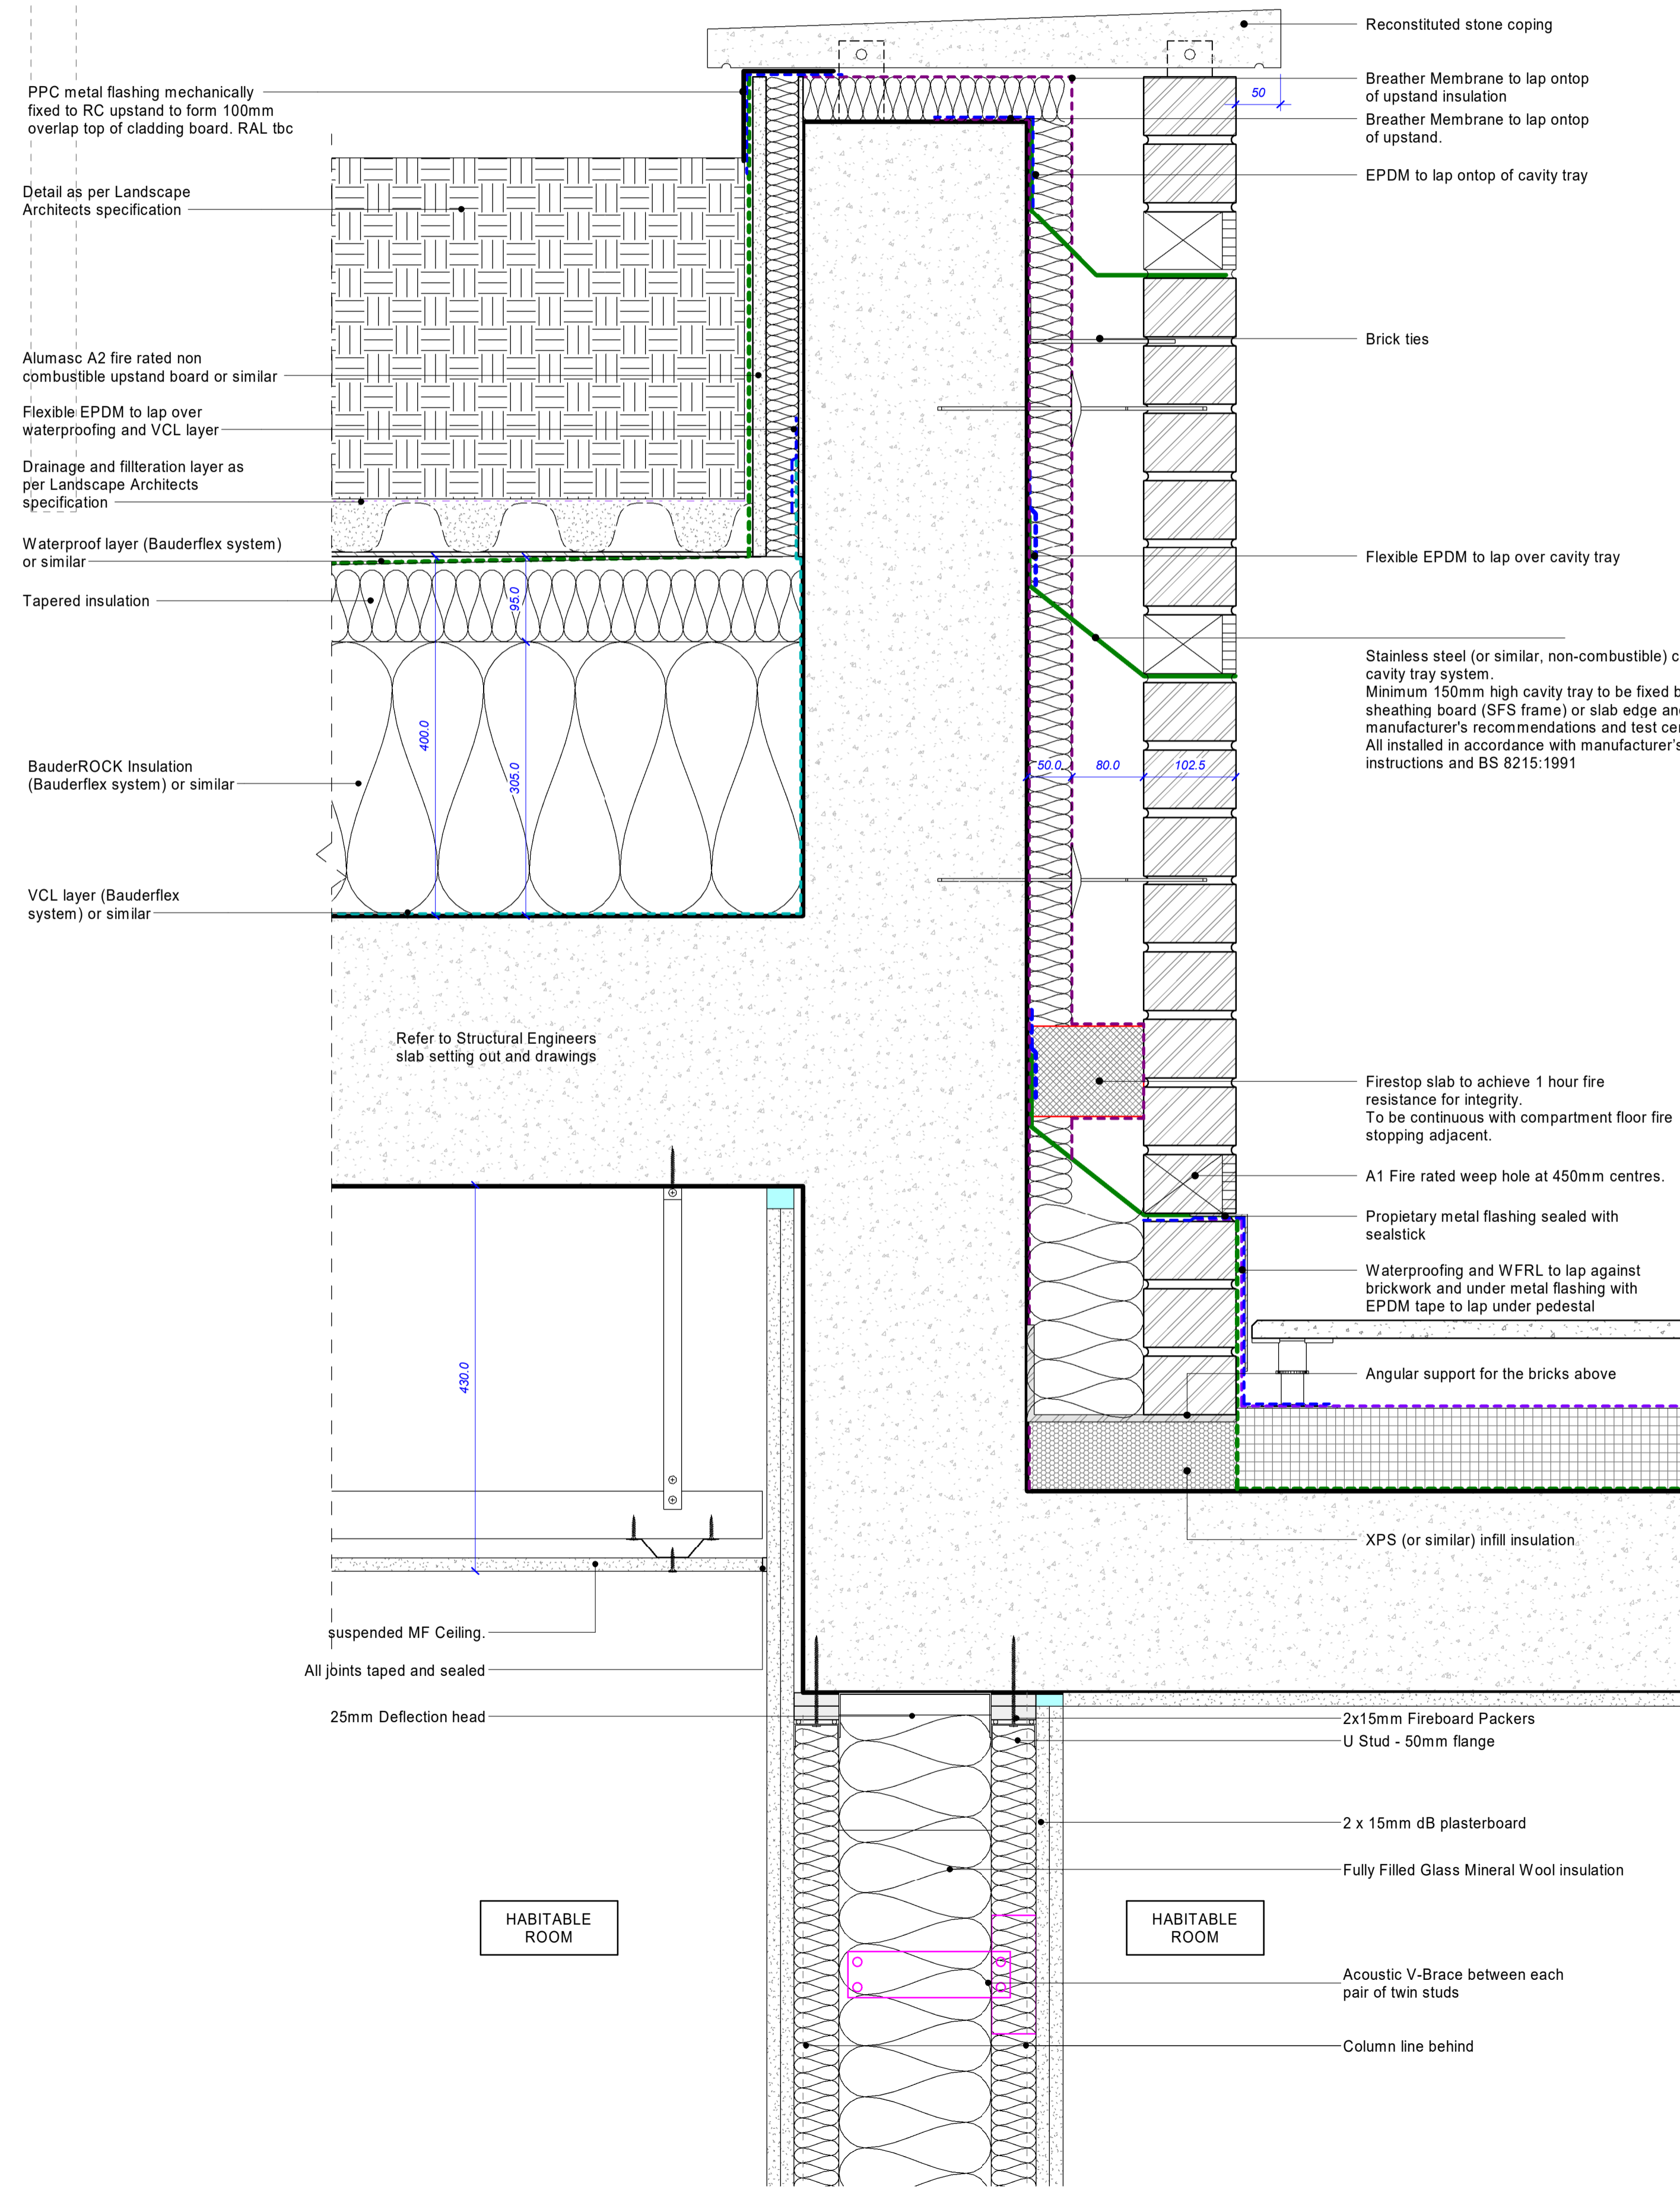 PPC metal flashing mechanically
fixed to RC upstand to form 100mm
overlap top of cladding board. RAL tbc
Detail as per Landscape
Architects specification
Alumasc A2 fire rated non
combustible upstand board or similar
Flexible EPDM to lap over
waterproofing and VCL layer
Drainage and fillteration layer as
per Landscape Architects
specification
Waterproof layer (Bauderflex system)
or similar
Tapered insulation
BauderROCK Insulation
(Bauderflex system) or similar
VCL layer (Bauderflex
system) or similar
95.0
400.0
305.0
Refer to Structural Engineers
slab setting out and drawings
430.0
suspended MF Ceiling.
All joints taped and sealed
25mm Deflection head
HABITABLE
ROOM
Reconstituted stone coping
50
Breather Membrane to lap ontop
of upstand insulation
Breather Membrane to lap ontop
of upstand.
EPDM to lap ontop of cavity tray
Brick ties
Flexible EPDM to lap over cavity tray
Stainless steel (or similar, non-combustible) c
cavity tray system.
Minimum 150mm high cavity tray to be fixed b
sheathing board (SFS frame) or slab edge an
manufacturer's recommendations and test cer
All installed in accordance with manufacturer's
instructions and BS 8215:1991
50.0
80.0
102.5
Firestop slab to achieve 1 hour fire
resistance for integrity.
To be continuous with compartment floor fire
stopping adjacent.
A1 Fire rated weep hole at 450mm centres.
Propietary metal flashing sealed with
sealstick
Waterproofing and WFRL to lap against
brickwork and under metal flashing with
EPDM tape to lap under pedestal
Angular support for the bricks above
XPS (or similar) infill insulation
2x15mm Fireboard Packers
U Stud - 50mm flange
2 x 15mm dB plasterboard
Fully Filled Glass Mineral Wool insulation
HABITABLE
ROOM
Acoustic V-Brace between each
pair of twin studs
Column line behind